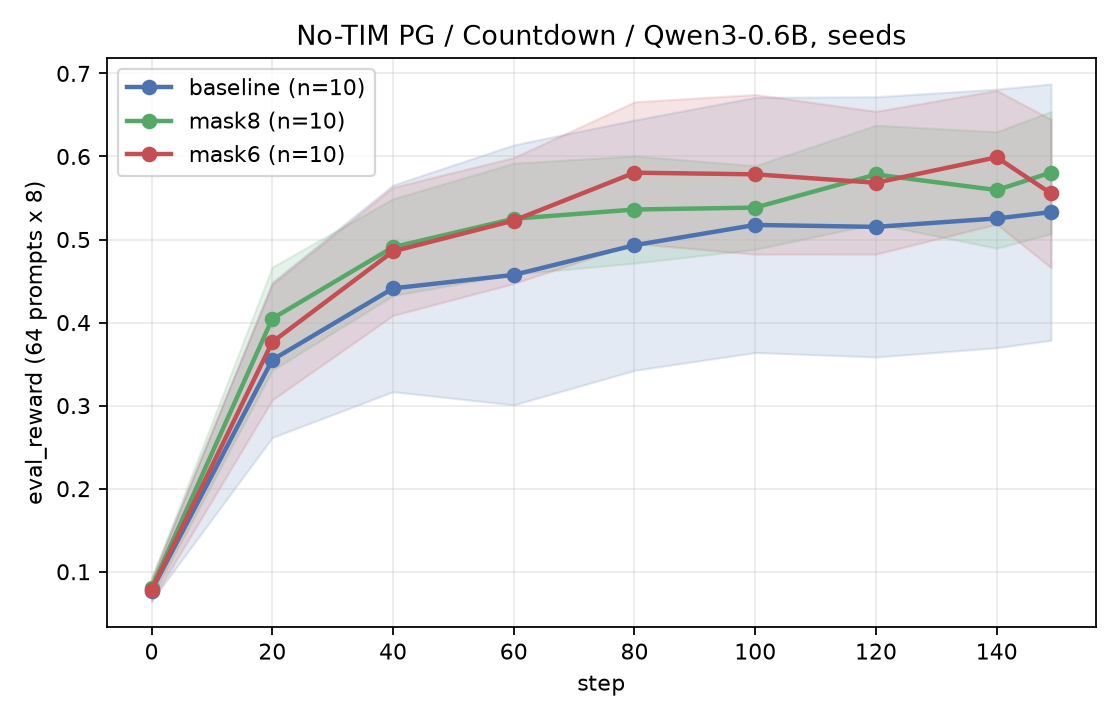 No-TIM PG / Countdown / Qwen3-0.6B, seeds
baseline (n=10)
mask8 (n=10)
mask6 (n=10)
eval_reward (64 prompts x 8)
0.7
0.6
0.5
0.4
0.3
0.2
0.1
0 20 40 60 80 100 120 140
step